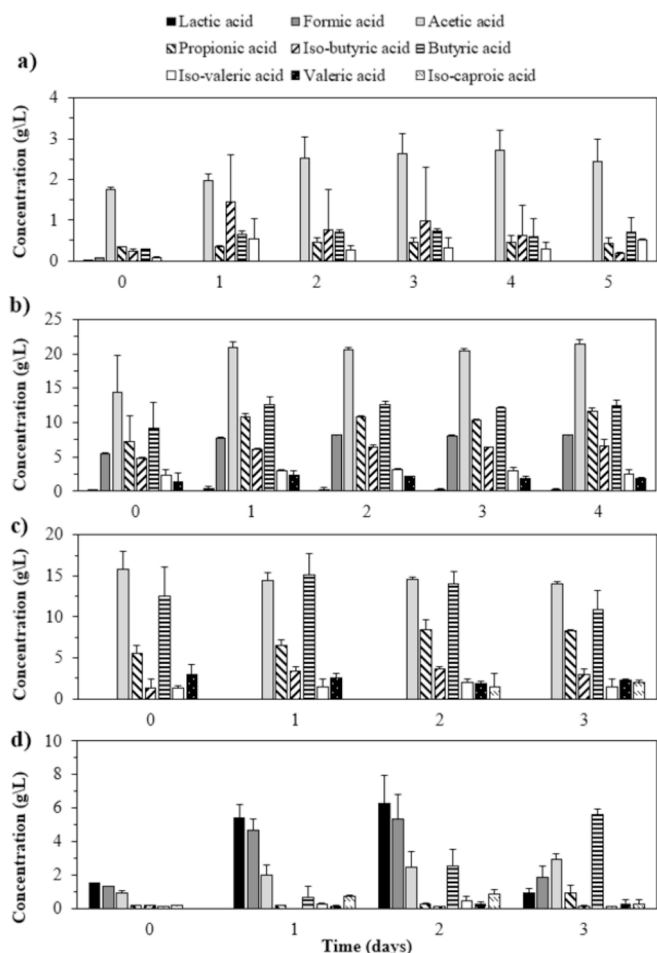 Lactic acid Formic acid Acetic acid
Propionic acid Iso-butyric acid Butyric acid
Iso-valeric acid Valeric acid Iso-caproic acid
a)
Concentration (g\L)
4
3
2
1
0
0 1 2 3 4 5
b)
Concentration (g\L)
25
20
15
10
5
0
0 1 2 3 4
c)
Concentration (g\L)
20
15
10
5
0
0 1 2 3
d)
Concentration (g\L)
10
8
6
4
2
0
0 1 2 3
Time (days)